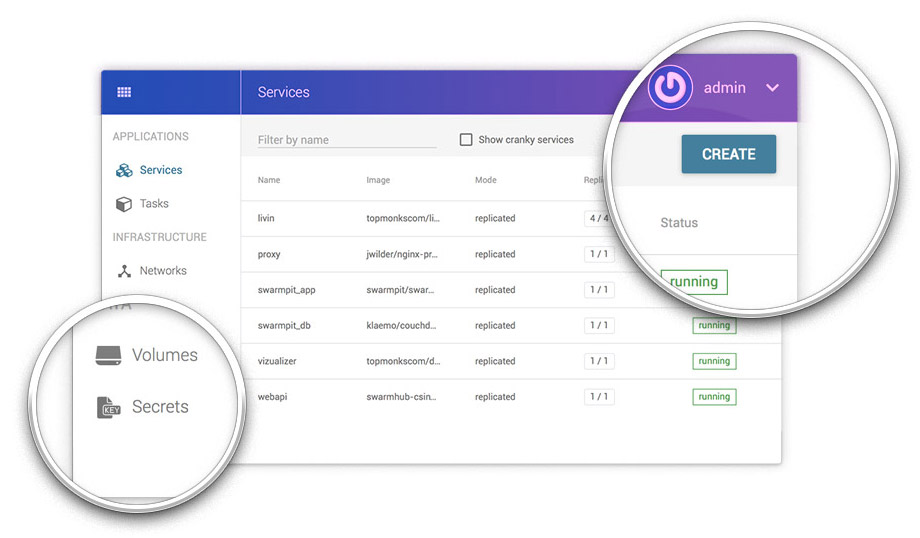 Services
admin
APPLICATIONS
Filter by name
Show cranky services
CREATE
Services
Name Image Mode Status
Tasks
livin topmonkscom/li... replicated 4 / 4
INFRASTRUCTURE
proxy jwilder/nginx-pr... replicated 1 / 1
Networks
running
swarmpit_app swarmpit/swar... replicated 1 / 1
swarmpit_db klaemo/couchd... replicated 1 / 1 running
Volumes
vizualizer topmonkscom/d... replicated 1 / 1 running
KEY Secrets
webapi swarmhub-csin... replicated 1 / 1 running